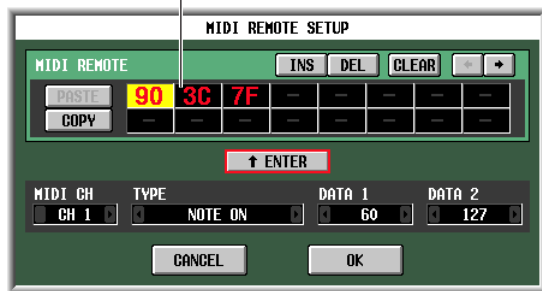 MIDI REMOTE SETUP
MIDI REMOTE INS DEL CLEAR ← →
PASTE 90 3C 7F – – – – –
COPY – – – – – – – –
↑ ENTER
MIDI CH TYPE DATA 1 DATA 2
CH 1 NOTE ON 60 127
CANCEL OK